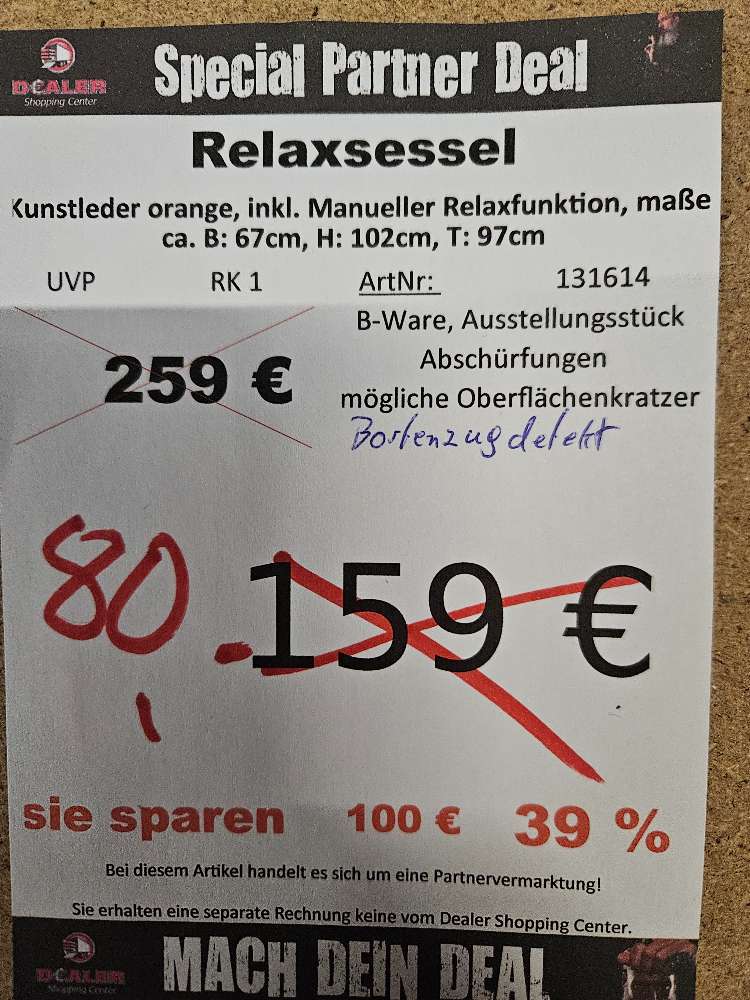 Special Partner Deal
DEALER
Shopping Center
Relaxsessel
Kunstleder orange, inkl. Manueller Relaxfunktion, maße
ca. B: 67cm, H: 102cm, T: 97cm
UVP RK 1 ArtNr: 131614
B-Ware, Ausstellungsstück
259 € Abschürfungen
mögliche Oberflächenkratzer
Bostenzug defekt
80,- 159 €
sie sparen 100 € 39 %
Bei diesem Artikel handelt es sich um eine Partnervermarktung!
Sie erhalten eine separate Rechnung keine vom Dealer Shopping Center.
DEALER
Shopping Center
MACH DEIN DEAL